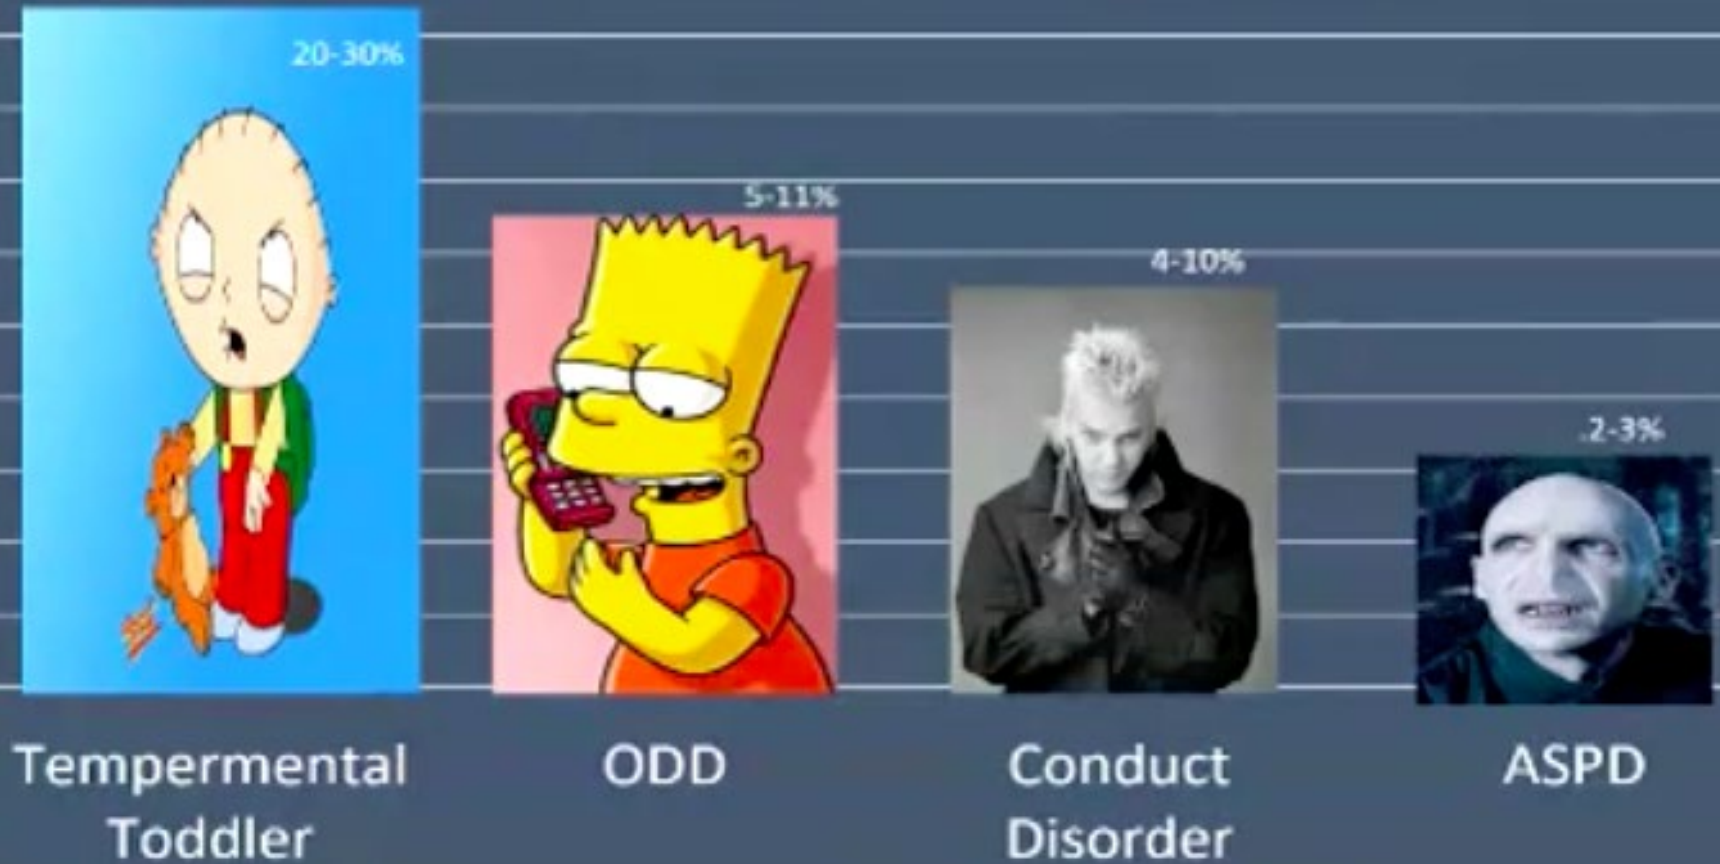 20-30%
5-11%
4-10%
.2-3%
Tempermental
Toddler
ODD
Conduct
Disorder
ASPD